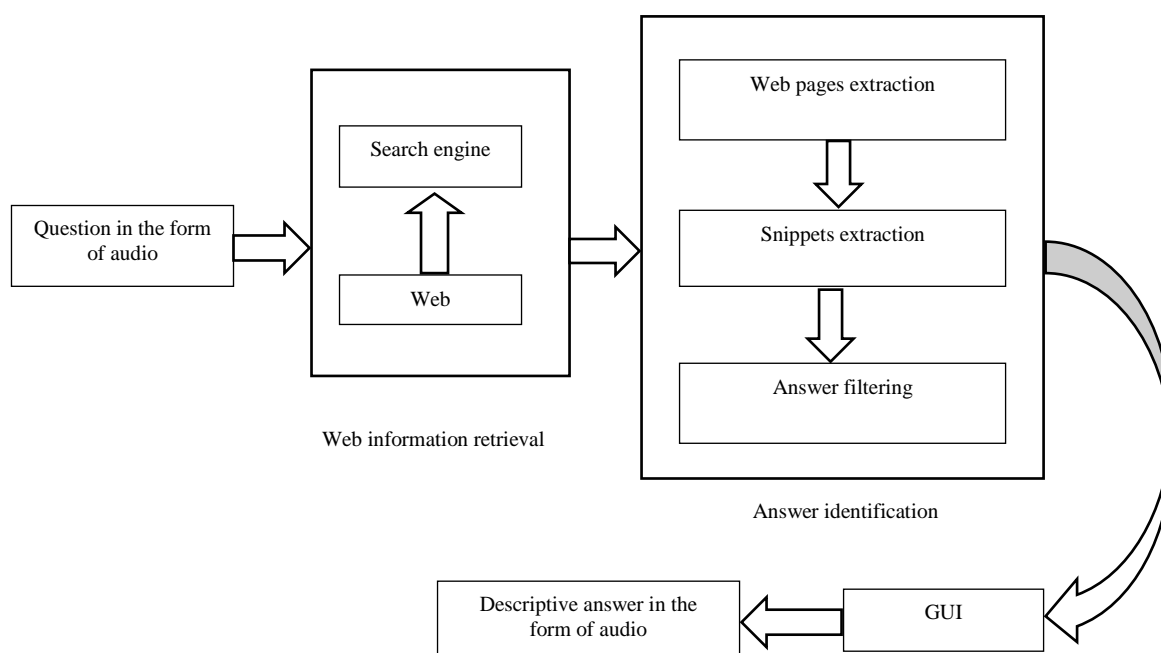 Question in the form
of audio
Search engine
Web
Web information retrieval
Web pages extraction
Snippets extraction
Answer filtering
Answer identification
GUI
Descriptive answer in the
form of audio